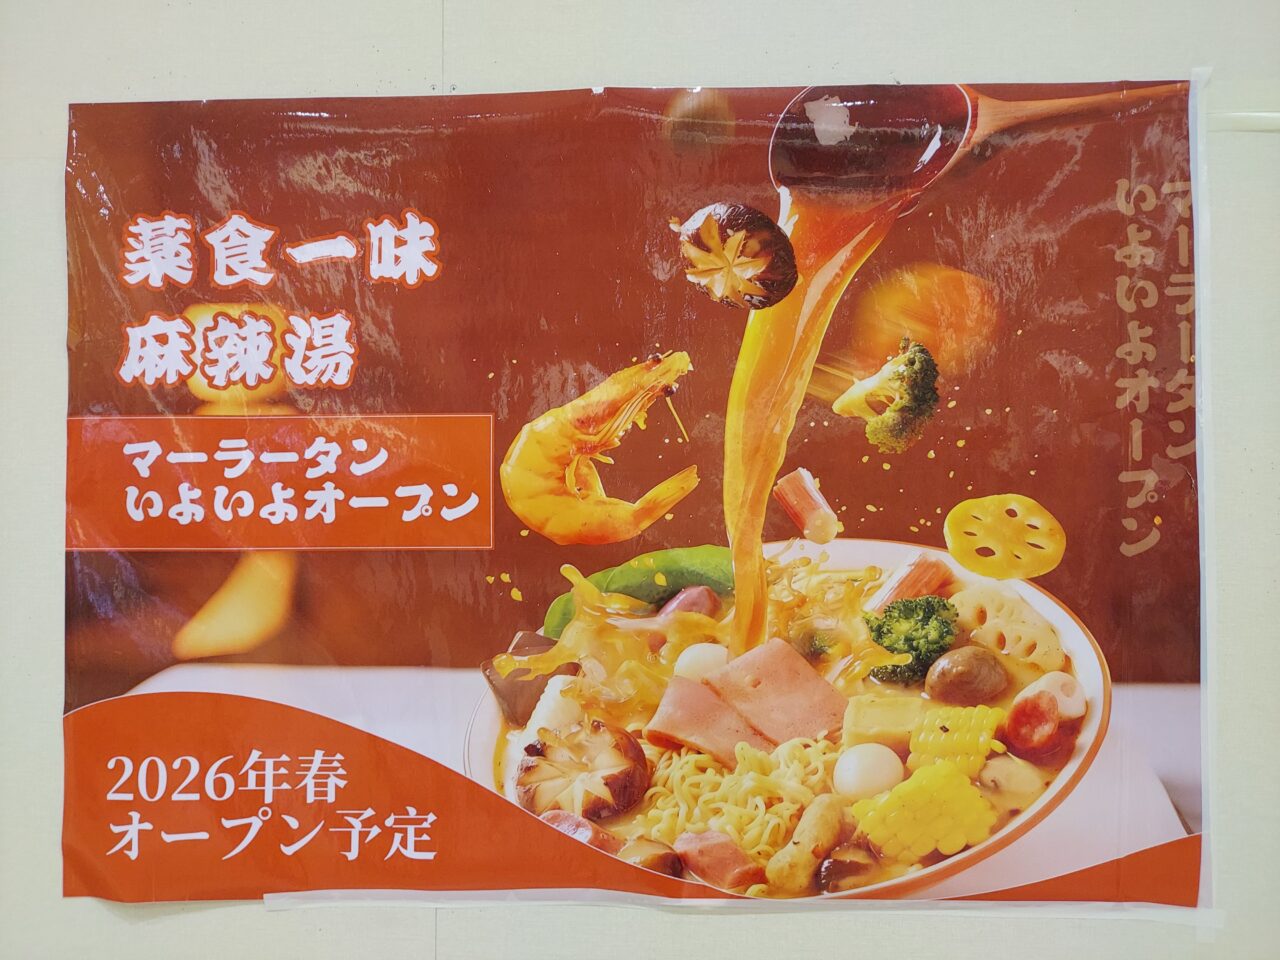 薬食一味
麻辣湯
マーラータン
いよいよオープン
2026年春
オープン予定
マーラータン
いよいよオープン